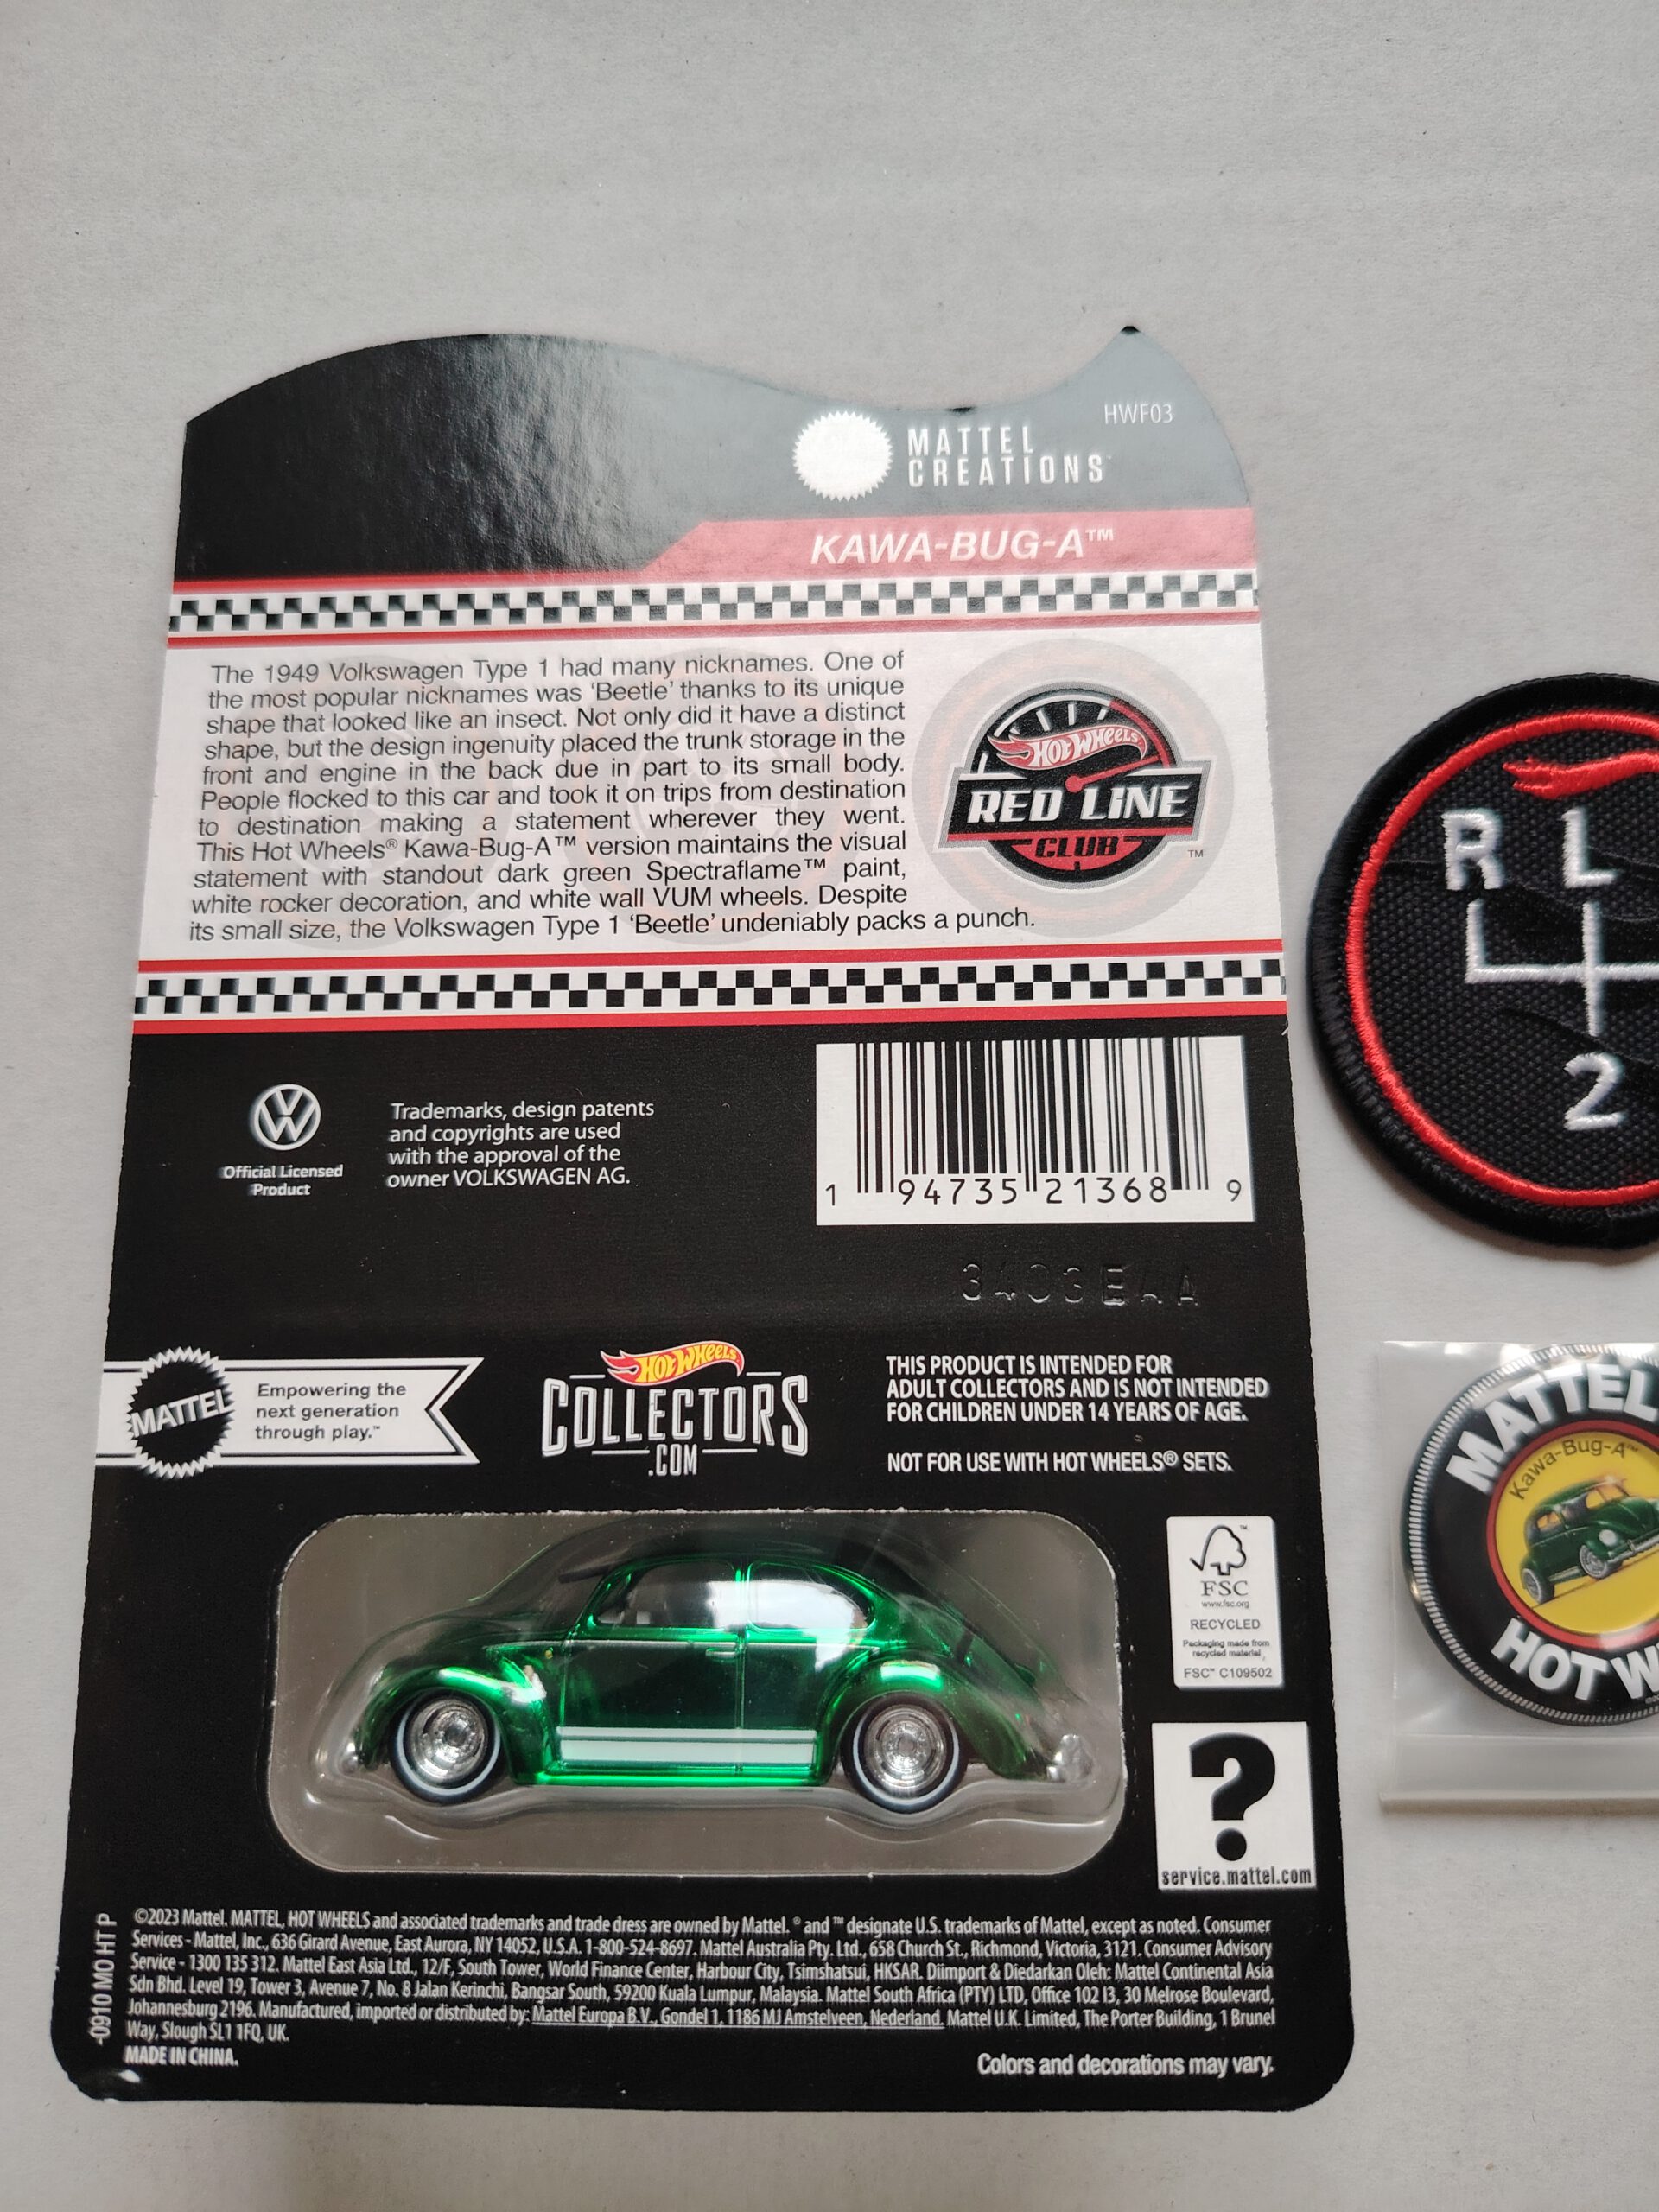 HWF03
MATTEL
CREATIONS™
KAWA-BUG-A™
The 1949 Volkswagen Type 1 had many nicknames. One of
the most popular nicknames was ‘Beetle’ thanks to its unique
shape that looked like an insect. Not only did it have a distinct
shape, but the design ingenuity placed the trunk storage in the
front and engine in the back due in part to its small body.
People flocked to this car and took it on trips from destination
to destination making a statement wherever they went.
This Hot Wheels® Kawa-Bug-A™ version maintains the visual
statement with standout dark green Spectraflame™ paint,
white rocker decoration, and white wall VUM wheels. Despite
its small size, the Volkswagen Type 1 ‘Beetle’ undeniably packs a punch.
HOT WHEELS
RED LINE
CLUB
™
Official Licensed
Product
Trademarks, design patents
and copyrights are used
with the approval of the
owner VOLKSWAGEN AG.
1 94735 21368 9
3403EAA
MATTEL
Empowering the
next generation
through play.™
HOT WHEELS
COLLECTORS
.COM
THIS PRODUCT IS INTENDED FOR
ADULT COLLECTORS AND IS NOT INTENDED
FOR CHILDREN UNDER 14 YEARS OF AGE.
NOT FOR USE WITH HOT WHEELS® SETS.
FSC
www.fsc.org
RECYCLED
Packaging made from
recycled material
FSC™ C109502
?
service.mattel.com
-0910 M0 HT P
©2023 Mattel. MATTEL, HOT WHEELS and associated trademarks and trade dress are owned by Mattel. ® and ™ designate U.S. trademarks of Mattel, except as noted. Consumer
Services - Mattel, Inc., 636 Girard Avenue, East Aurora, NY 14052, U.S.A. 1-800-524-8697. Mattel Australia Pty. Ltd., 658 Church St., Richmond, Victoria, 3121. Consumer Advisory
Service - 1300 135 312. Mattel East Asia Ltd., 12/F, South Tower, World Finance Center, Harbour City, Tsimshatsui, HKSAR. Diimport & Diedarkan Oleh: Mattel Continental Asia
Sdn Bhd. Level 19, Tower 3, Avenue 7, No. 8 Jalan Kerinchi, Bangsar South, 59200 Kuala Lumpur, Malaysia. Mattel South Africa (PTY) LTD, Office 102 I3, 30 Melrose Boulevard,
Johannesburg 2196. Manufactured, imported or distributed by: Mattel Europa B.V., Gondel 1, 1186 MJ Amstelveen, Nederland. Mattel U.K. Limited, The Porter Building, 1 Brunel
Way, Slough SL1 1FQ, UK.
MADE IN CHINA.
Colors and decorations may vary.
R L
2
MATTEL
Kawa-Bug-A™
HOT W